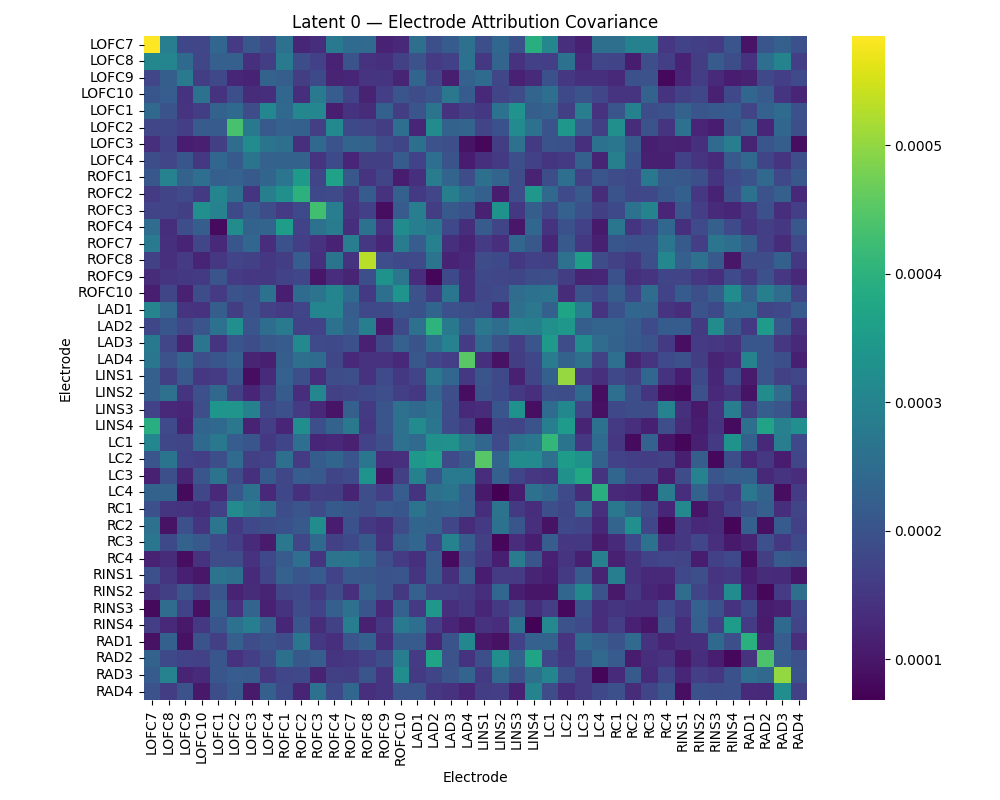 Latent 0 — Electrode Attribution Covariance
LOFC7
LOFC8
LOFC9
LOFC10
LOFC1
LOFC2
LOFC3
LOFC4
ROFC1
ROFC2
ROFC3
ROFC4
ROFC7
ROFC8
ROFC9
ROFC10
LAD1
LAD2
LAD3
LAD4
LINS1
LINS2
LINS3
LINS4
LC1
LC2
LC3
LC4
RC1
RC2
RC3
RC4
RINS1
RINS2
RINS3
RINS4
RAD1
RAD2
RAD3
RAD4
Electrode
LOFC7 LOFC8 LOFC9 LOFC10 LOFC1 LOFC2 LOFC3 LOFC4 ROFC1 ROFC2 ROFC3 ROFC4 ROFC7 ROFC8 ROFC9 ROFC10 LAD1 LAD2 LAD3 LAD4 LINS1 LINS2 LINS3 LINS4 LC1 LC2 LC3 LC4 RC1 RC2 RC3 RC4 RINS1 RINS2 RINS3 RINS4 RAD1 RAD2 RAD3 RAD4
Electrode
0.0005
0.0004
0.0003
0.0002
0.0001